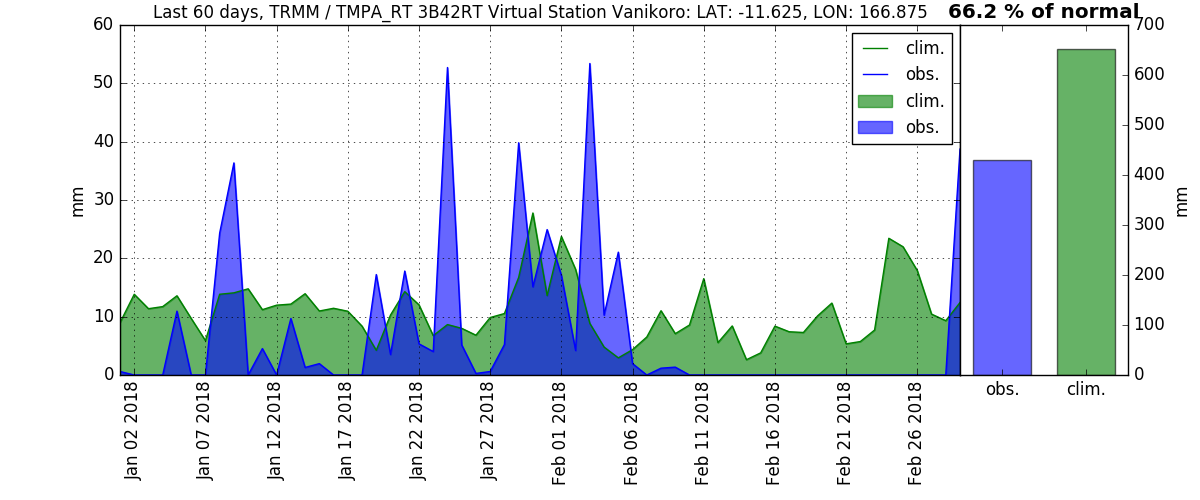 Last 60 days, TRMM / TMPA_RT 3B42RT Virtual Station Vanikoro: LAT: -11.625, LON: 166.875
66.2 % of normal
60
50
40
30
20
10
0
mm
clim.
obs.
clim.
obs.
700
600
500
400
300
200
100
0
mm
Jan 02 2018
Jan 07 2018
Jan 12 2018
Jan 17 2018
Jan 22 2018
Jan 27 2018
Feb 01 2018
Feb 06 2018
Feb 11 2018
Feb 16 2018
Feb 21 2018
Feb 26 2018
obs.
clim.